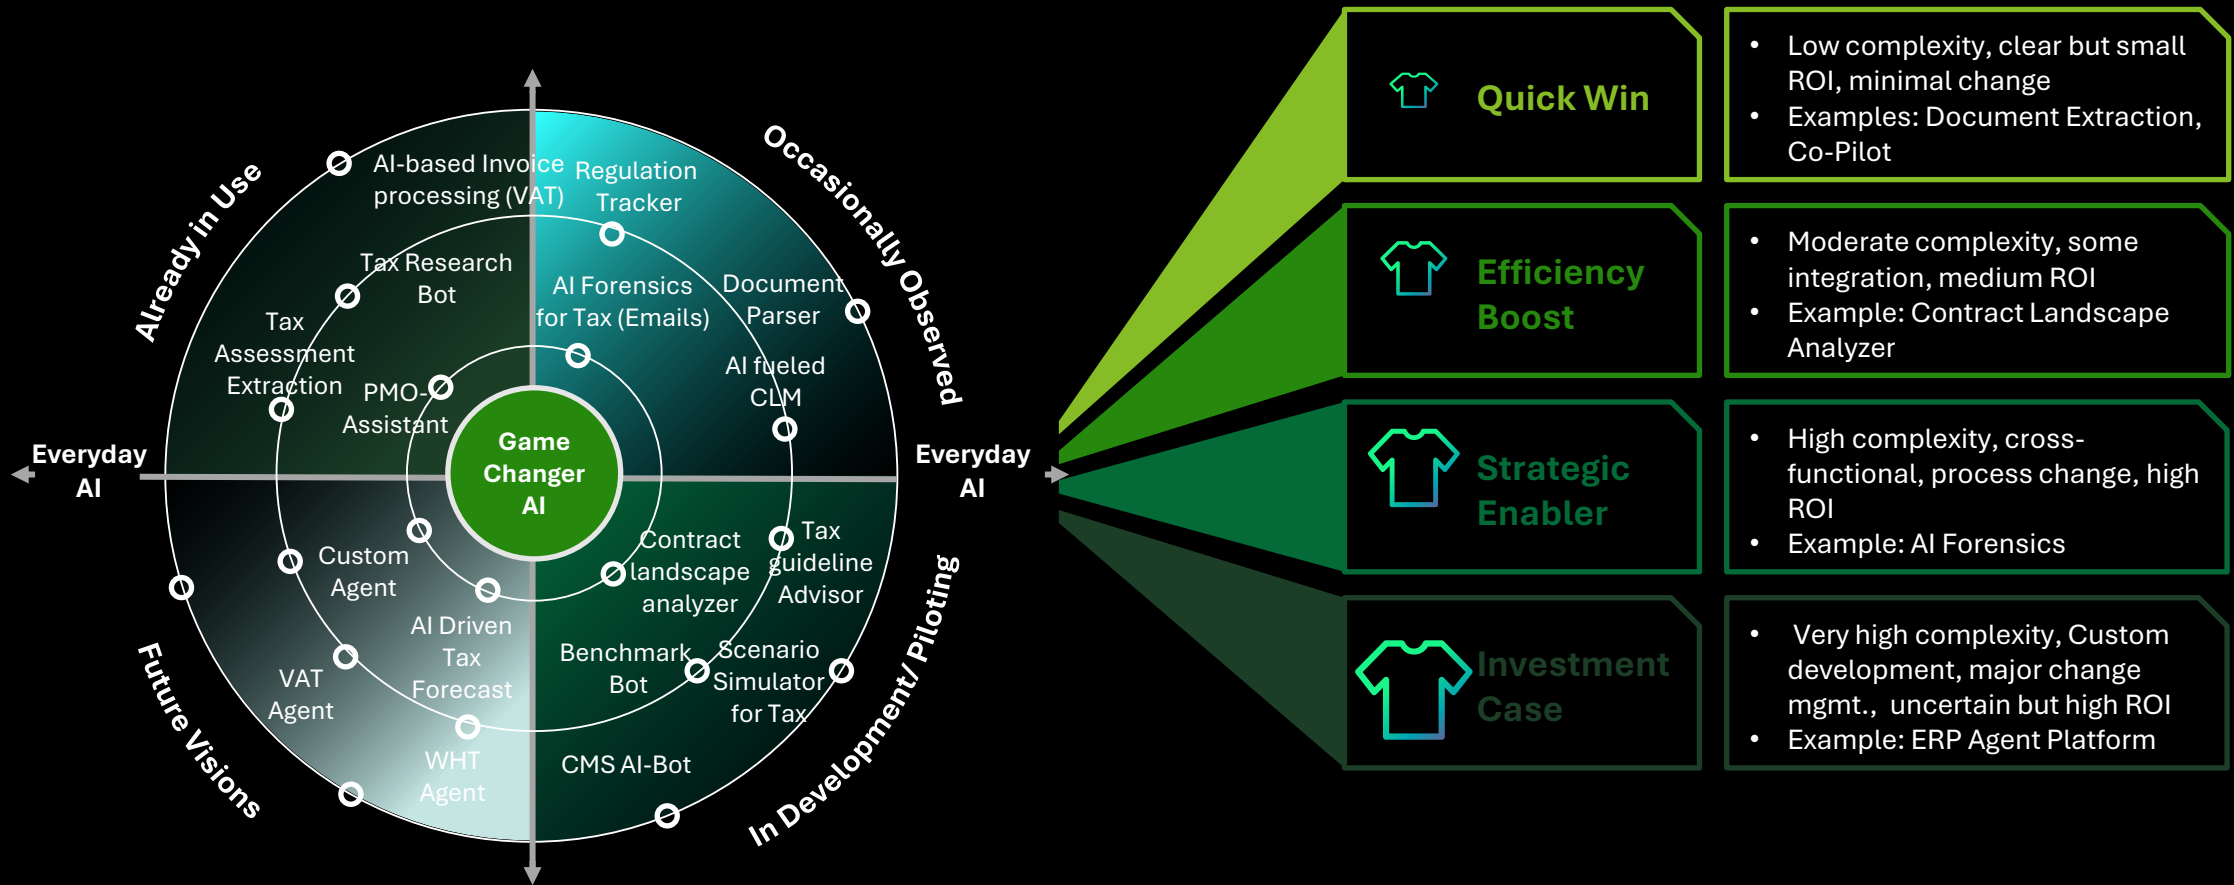 Already in Use
AI-based Invoice
processing (VAT)
Tax Research
Bot
Tax
Assessment
Extraction
PMO-
Assistant
Occasionally Observed
Regulation
Tracker
AI Forensics
for Tax (Emails)
Document
Parser
AI fueled
CLM
Everyday
AI
Game
Changer
AI
Everyday
AI
Future Visions
Custom
Agent
AI Driven
Tax
Forecast
VAT
Agent
WHT
Agent
In Development/ Piloting
Contract
landscape
analyzer
Tax
guideline
Advisor
Benchmark
Bot
Scenario
Simulator
for Tax
CMS AI-Bot
Quick Win
• Low complexity, clear but small
ROI, minimal change
• Examples: Document Extraction,
Co-Pilot
Efficiency
Boost
• Moderate complexity, some
integration, medium ROI
• Example: Contract Landscape
Analyzer
Strategic
Enabler
• High complexity, cross-
functional, process change, high
ROI
• Example: AI Forensics
Investment
Case
• Very high complexity, Custom
development, major change
mgmt., uncertain but high ROI
• Example: ERP Agent Platform